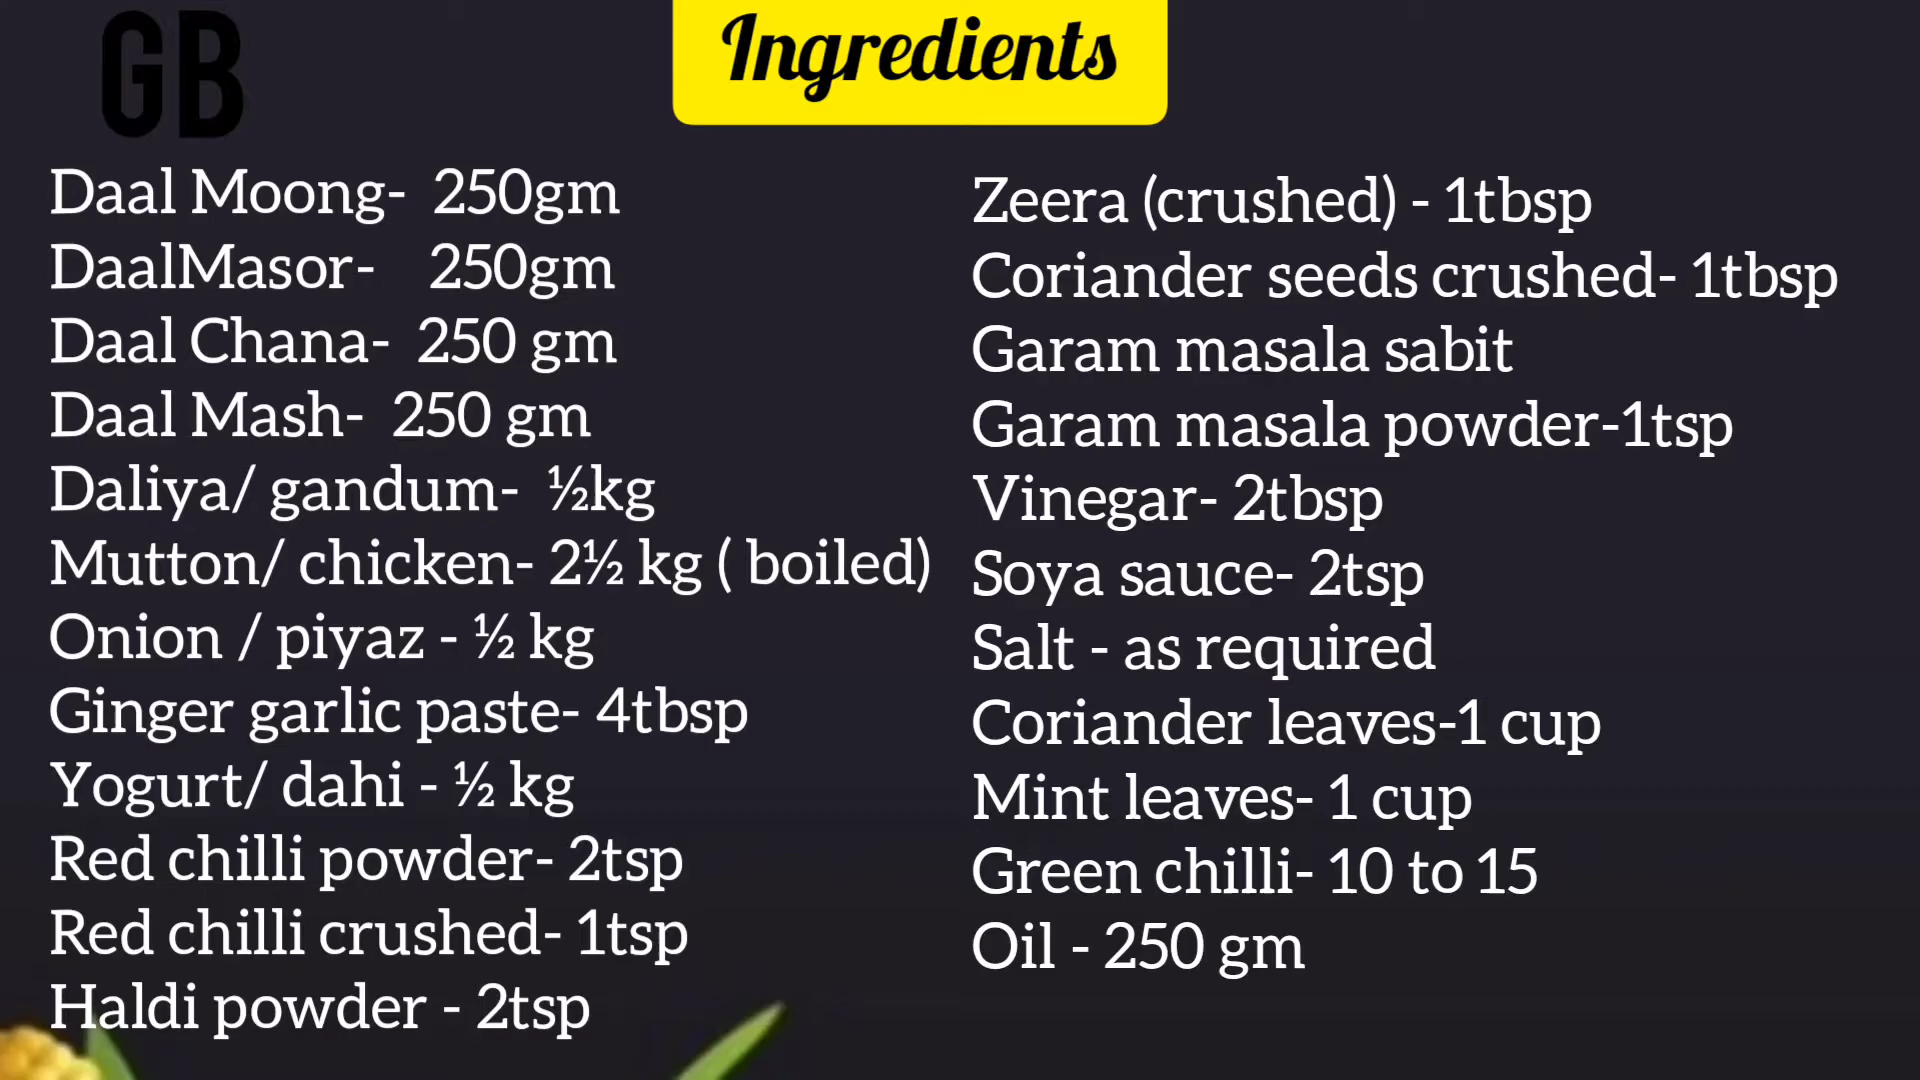 GB
Ingredients
Daal Moong- 250gm
DaalMasor- 250gm
Daal Chana- 250 gm
Daal Mash- 250 gm
Daliya/ gandum- ½kg
Mutton/ chicken- 2½ kg ( boiled)
Onion / piyaz - ½ kg
Ginger garlic paste- 4tbsp
Yogurt/ dahi - ½ kg
Red chilli powder- 2tsp
Red chilli crushed- 1tsp
Haldi powder - 2tsp
Zeera (crushed) - 1tbsp
Coriander seeds crushed- 1tbsp
Garam masala sabit
Garam masala powder-1tsp
Vinegar- 2tbsp
Soya sauce- 2tsp
Salt - as required
Coriander leaves-1 cup
Mint leaves- 1 cup
Green chilli- 10 to 15
Oil - 250 gm